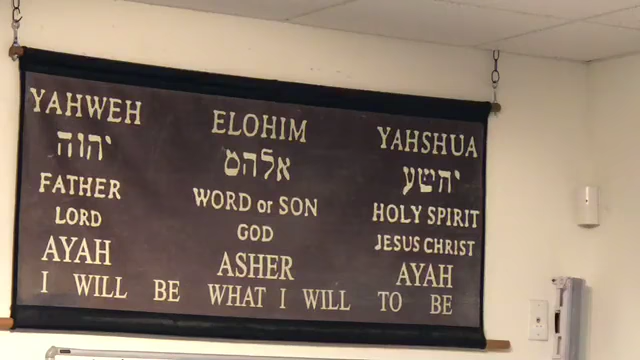 YAHWEH
יהוה
FATHER
LORD
AYAH
ELOHIM
אלהמ
WORD or SON
GOD
ASHER
YAHSHUA
יהשע
HOLY SPIRIT
JESUS CHRIST
AYAH
I WILL BE WHAT I WILL TO BE